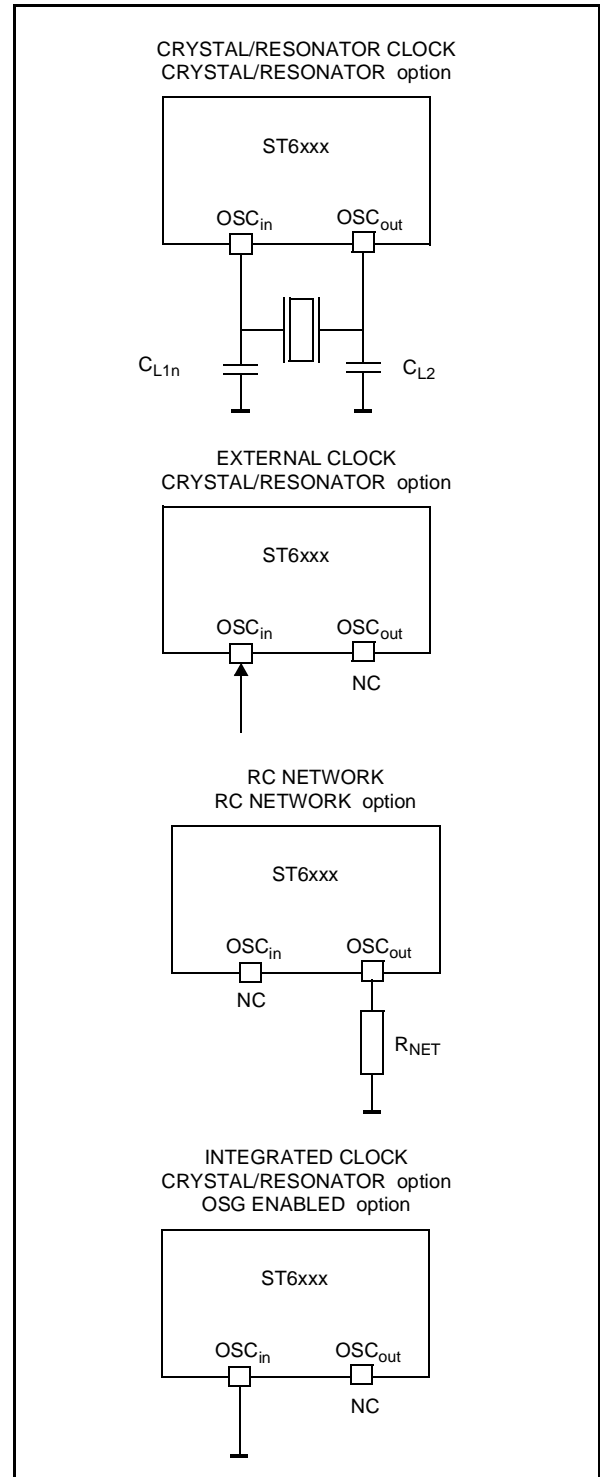 CRYSTAL/RESONATOR CLOCK
CRYSTAL/RESONATOR option
ST6xxx
OSCin OSCout
CL1n CL2
EXTERNAL CLOCK
CRYSTAL/RESONATOR option
ST6xxx
OSCin OSCout
NC
RC NETWORK
RC NETWORK option
ST6xxx
OSCin OSCout
NC
RNET
INTEGRATED CLOCK
CRYSTAL/RESONATOR option
OSG ENABLED option
ST6xxx
OSCin OSCout
NC